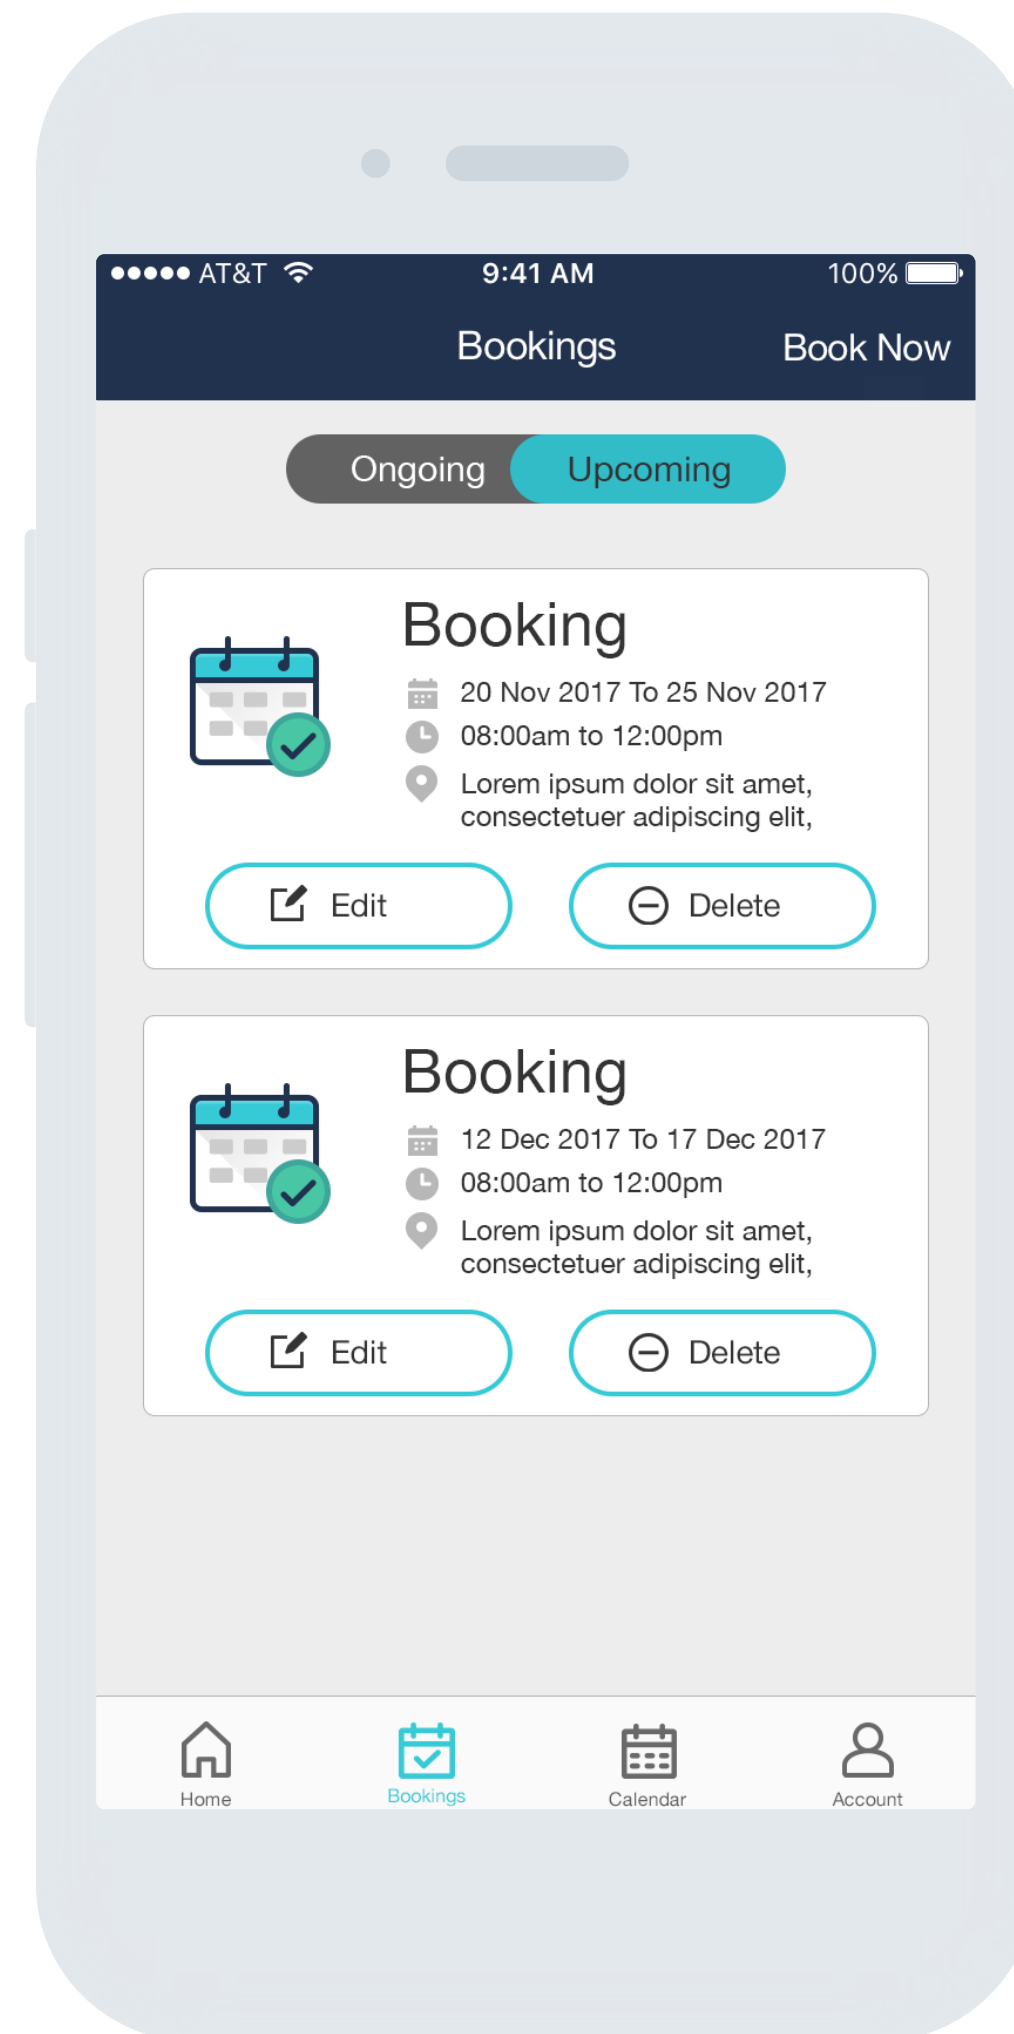 AT&T 9:41 AM 100%
Bookings Book Now
Ongoing Upcoming
Booking
20 Nov 2017 To 25 Nov 2017
08:00am to 12:00pm
Lorem ipsum dolor sit amet,
consectetuer adipiscing elit,
Edit Delete
Booking
12 Dec 2017 To 17 Dec 2017
08:00am to 12:00pm
Lorem ipsum dolor sit amet,
consectetuer adipiscing elit,
Edit Delete
Home Bookings Calendar Account